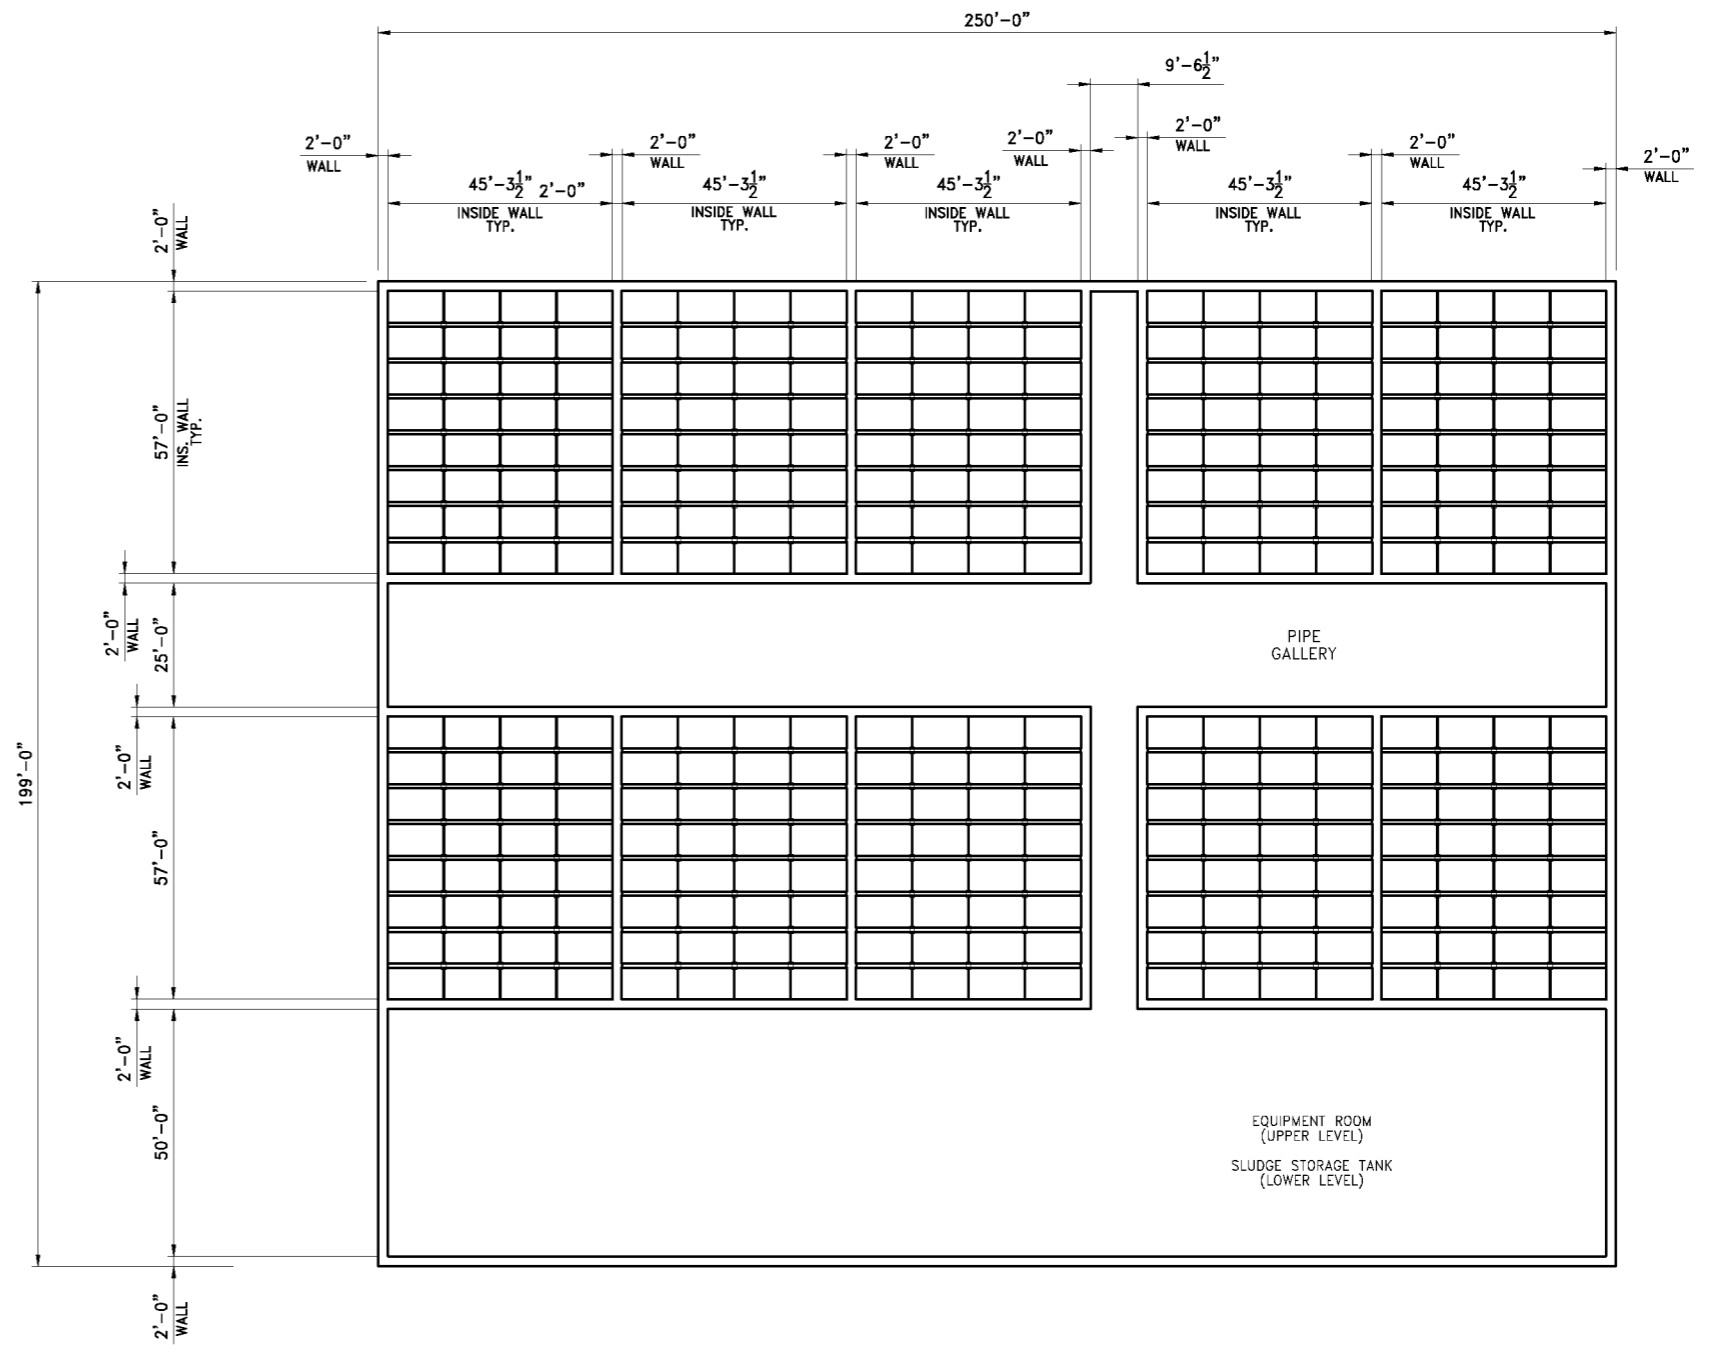 250'-0"
9'-6½"
2'-0"
WALL
2'-0"
WALL
2'-0"
WALL
2'-0"
WALL
2'-0"
WALL
2'-0"
WALL
2'-0"
WALL
45'-3½"
INSIDE WALL
TYP.
2'-0"
45'-3½"
INSIDE WALL
TYP.
45'-3½"
INSIDE WALL
TYP.
45'-3½"
INSIDE WALL
TYP.
45'-3½"
INSIDE WALL
TYP.
2'-0"
WALL
57'-0"
INS. WALL
TYP.
2'-0"
WALL
25'-0"
PIPE
GALLERY
199'-0"
2'-0"
WALL
57'-0"
2'-0"
WALL
50'-0"
EQUIPMENT ROOM
(UPPER LEVEL)
SLUDGE STORAGE TANK
(LOWER LEVEL)
2'-0"
WALL